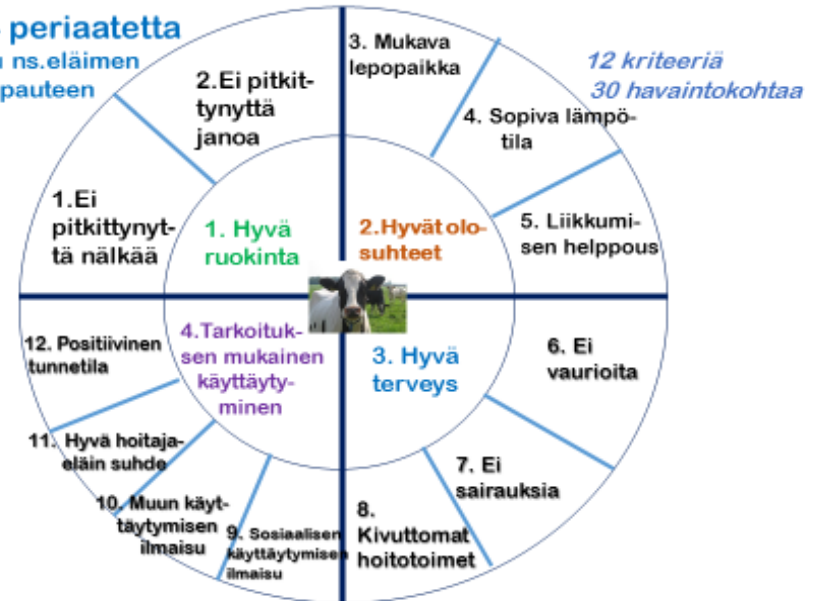 periaatetta
ns.eläimen
12 kriteeriä
30 havaintokohtaa
1.Ei
pitkittynyt-
tä nälkää
2.Ei pitkit-
tynyttä
janoa
3. Mukava
lepopaikka
4. Sopiva lämpö-
tila
5. Liikkumi-
sen helppous
1. Hyvä
ruokinta
2.Hyvät olo-
suhteet
4.Tarkoituk-
sen mukainen
käyttäyty-
minen
3. Hyvä
terveys
6. Ei
vaurioita
7. Ei
sairauksia
8.
Kivuttomat
hoitotoimet
9. Sosiaalisen
käyttäytymisen
ilmaisu
10. Muun käyt-
täytymisen
ilmaisu
11. Hyvä hoitaja-
eläin suhde
12. Positiivinen
tunnetila